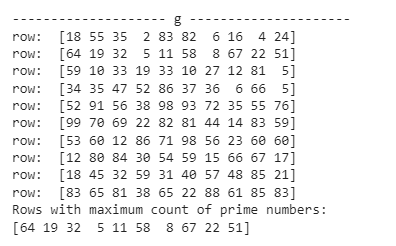 -------------------- g ---------------------
row:  [18 55 35  2 83 82  6 16  4 24]
row:  [64 19 32  5 11 58  8 67 22 51]
row:  [59 10 33 19 33 10 27 12 81  5]
row:  [34 35 47 52 86 37 36  6 66  5]
row:  [52 91 56 38 98 93 72 35 55 76]
row:  [99 70 69 22 82 81 44 14 83 59]
row:  [53 60 12 86 71 98 56 23 60 60]
row:  [12 80 84 30 54 59 15 66 67 17]
row:  [18 45 32 59 31 40 57 48 85 21]
row:  [83 65 81 38 65 22 88 61 85 83]
Rows with maximum count of prime numbers:
[64 19 32  5 11 58  8 67 22 51]